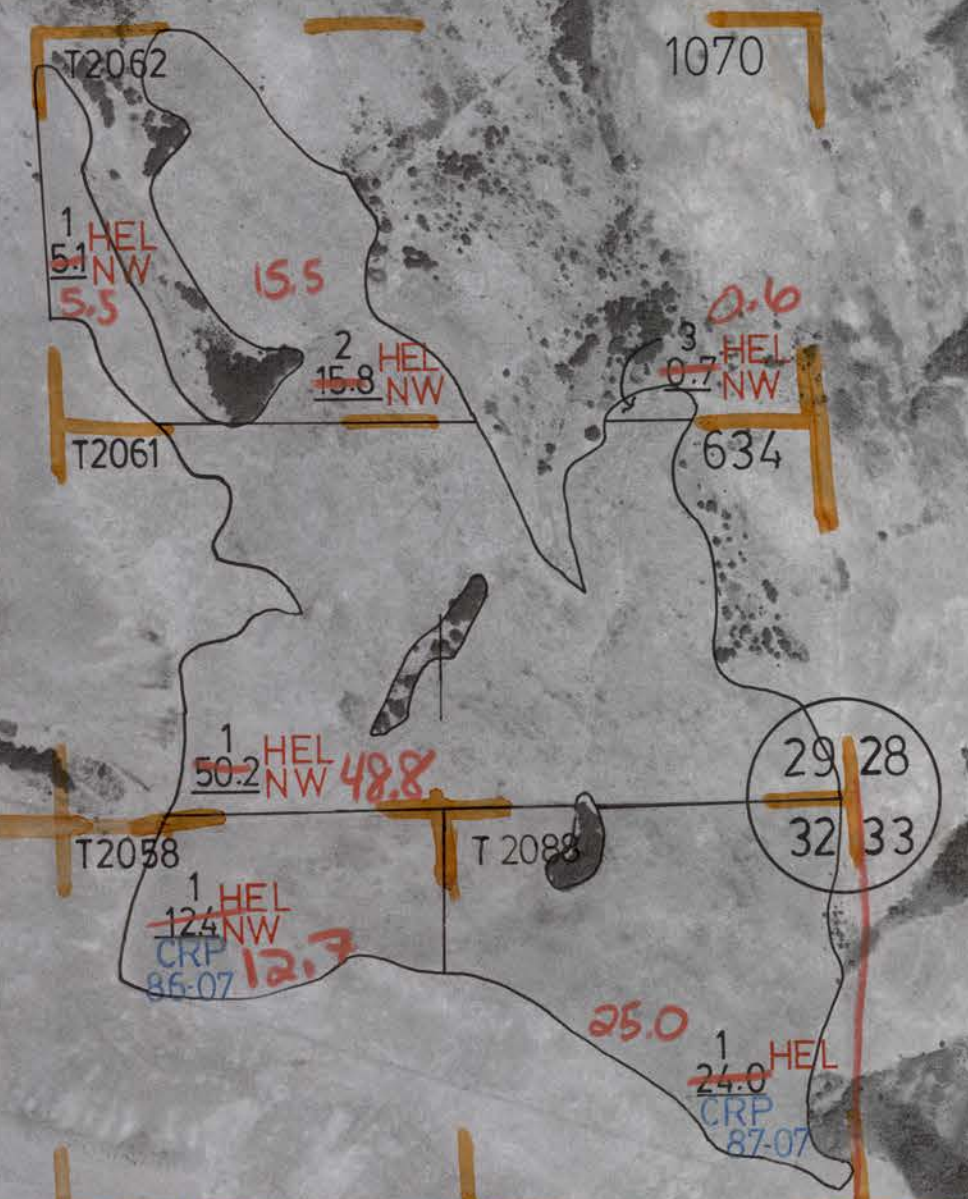 T2062
1070
1
5.1 HEL
NW
5.5
15.5
2
15.8 HEL
NW
0.6
3
0.7 HEL
NW
T2061
634
1
50.2 HEL
NW 48.8
29 28
32 33
T2058
T 2088
1
12.4 HEL
NW
CRP 12.7
86-07
25.0
1
24.0 HEL
CRP
87-07